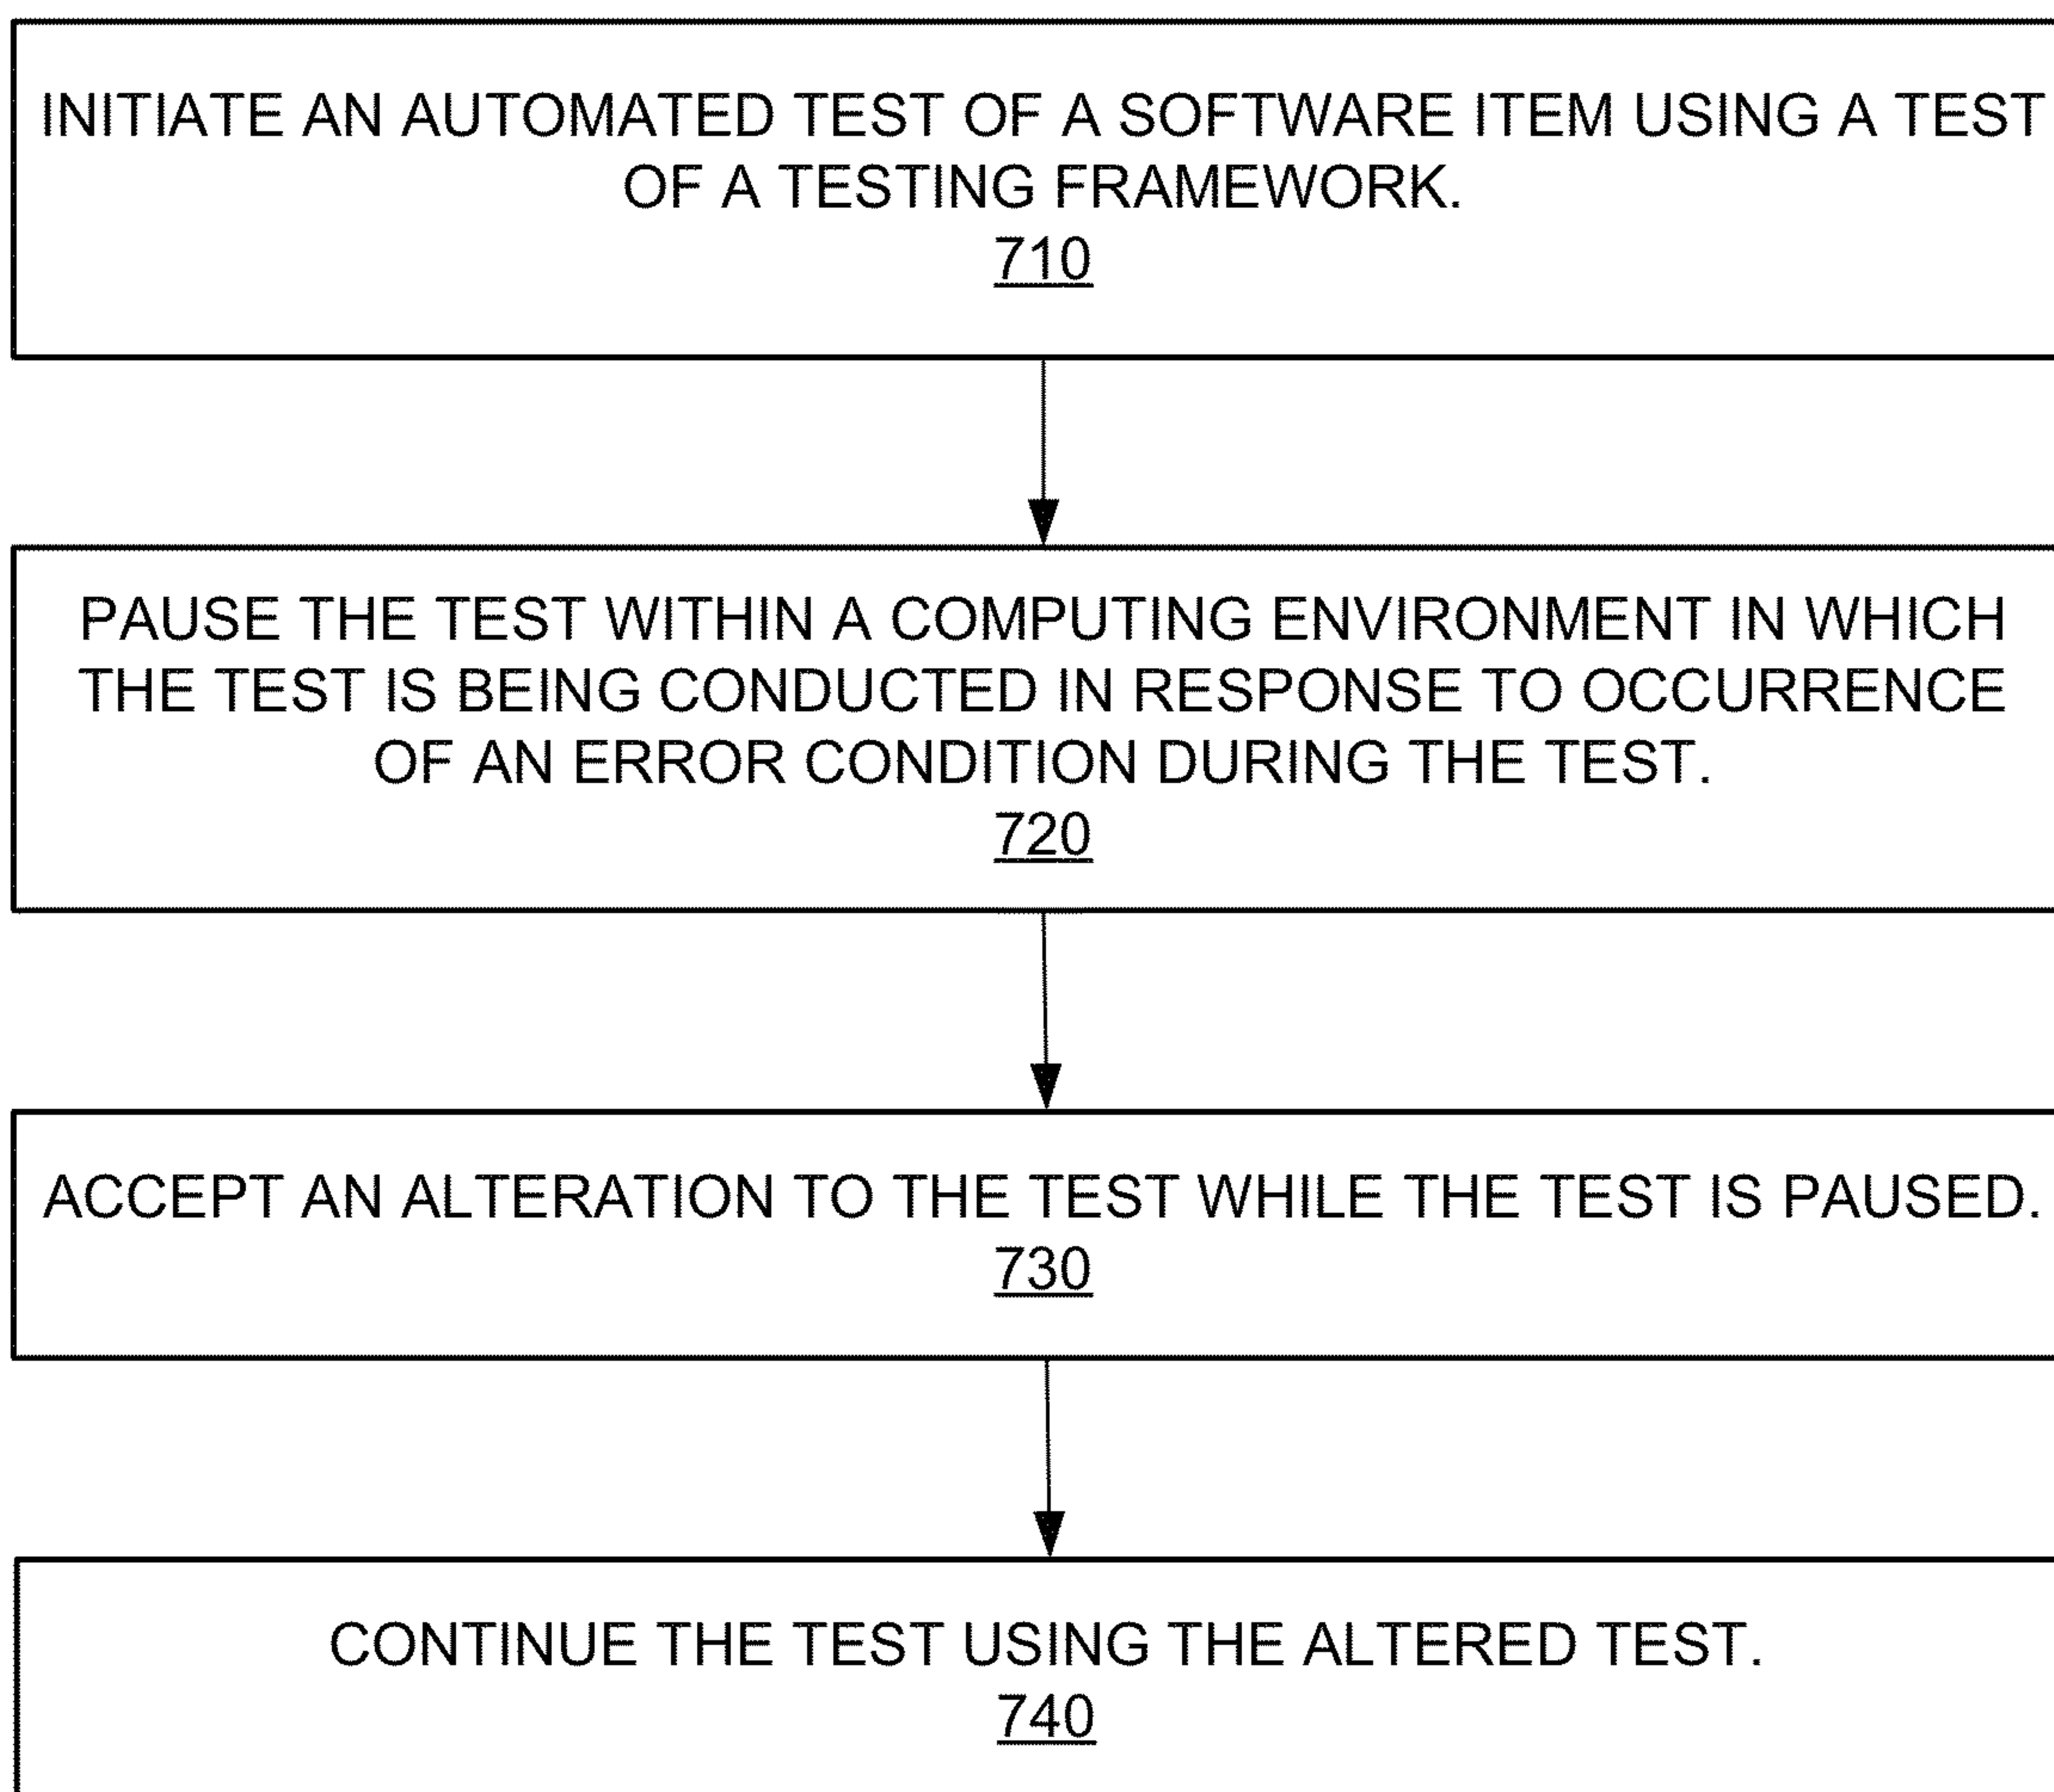 INITIATE AN AUTOMATED TEST OF A SOFTWARE ITEM USING A TEST
OF A TESTING FRAMEWORK.
710
PAUSE THE TEST WITHIN A COMPUTING ENVIRONMENT IN WHICH
THE TEST IS BEING CONDUCTED IN RESPONSE TO OCCURRENCE
OF AN ERROR CONDITION DURING THE TEST.
720
ACCEPT AN ALTERATION TO THE TEST WHILE THE TEST IS PAUSED.
730
CONTINUE THE TEST USING THE ALTERED TEST.
740